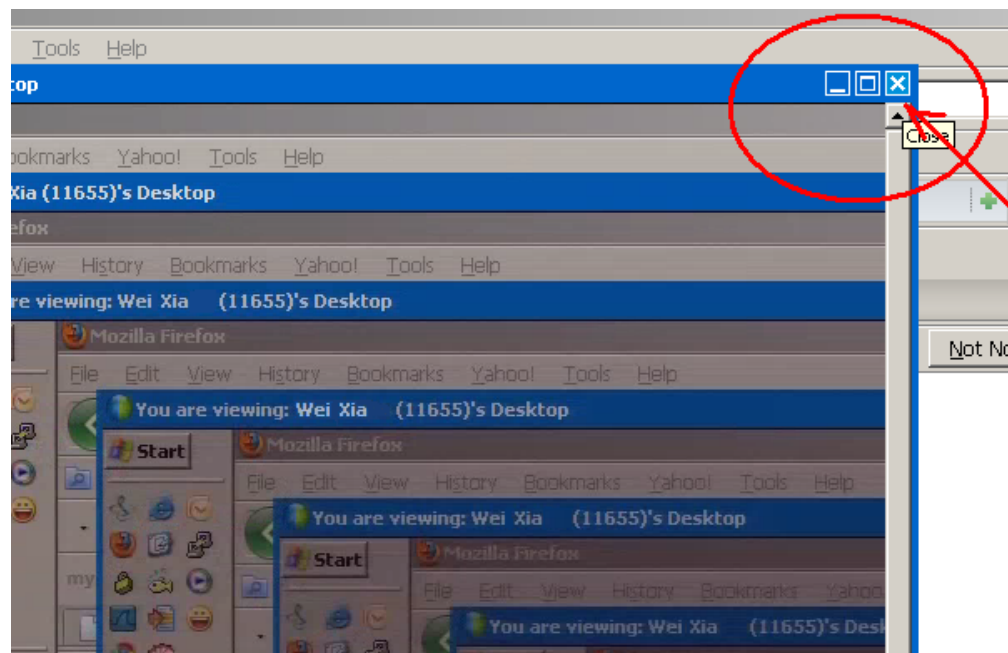 Tools Help
top
Close
ookmarks Yahoo! Tools Help
Xia (11655)'s Desktop
efox
View History Bookmarks Yahoo! Tools Help
re viewing: Wei Xia (11655)'s Desktop
Not No
Mozilla Firefox
File Edit View History Bookmarks Yahoo! Tools Help
You are viewing: Wei Xia (11655)'s Desktop
Start
Mozilla Firefox
File Edit View History Bookmarks Yahoo! Tools Help
You are viewing: Wei Xia (11655)'s Desktop
Start
Mozilla Firefox
my
File Edit View History Bookmarks Yahoo
You are viewing: Wei Xia (11655)'s Desk